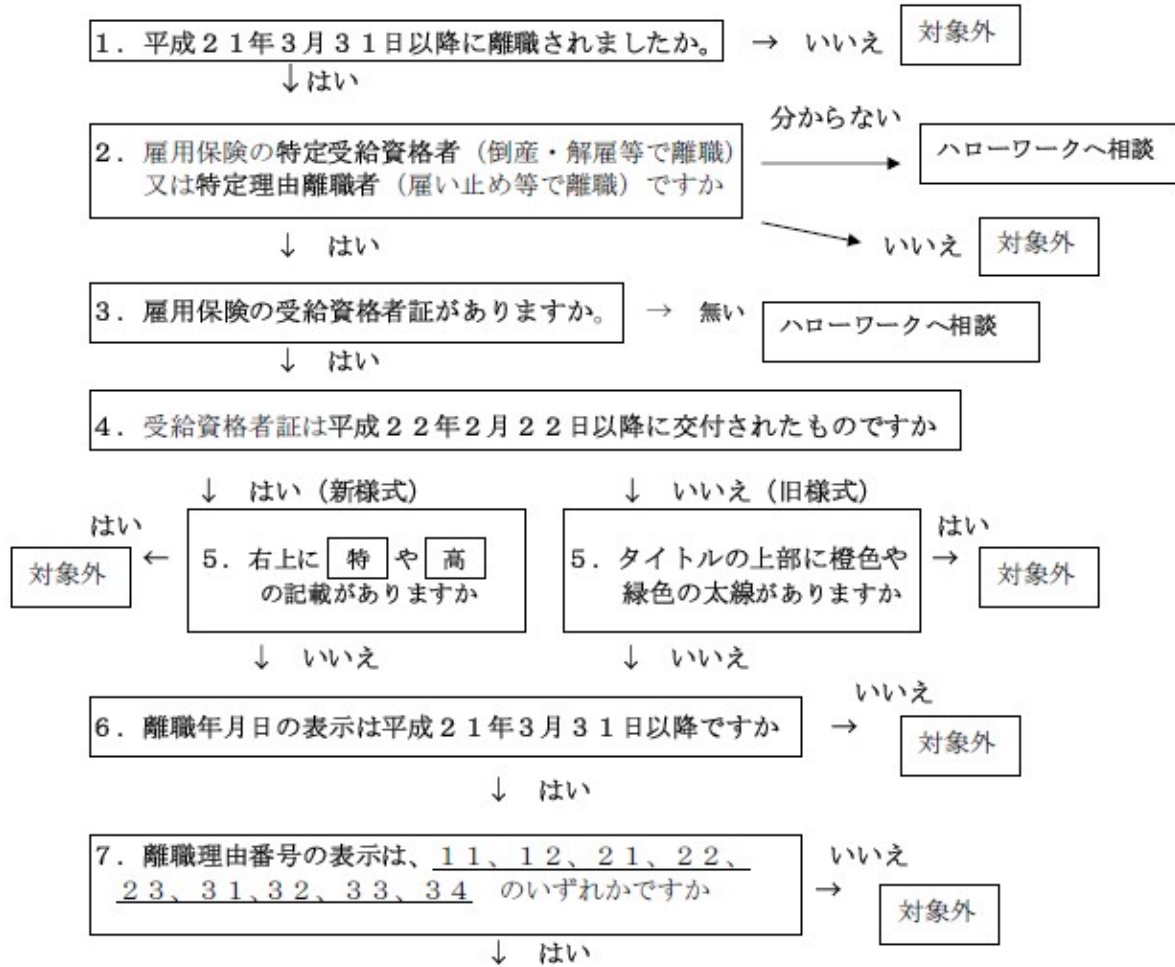 １．平成２１年３月３１日以降に離職されましたか。 → いいえ 対象外
↓はい
分からない
２．雇用保険の特定受給資格者（倒産・解雇等で離職） ハローワークへ相談
又は特定理由離職者（雇い止め等で離職）ですか
いいえ 対象外
↓ はい
３．雇用保険の受給資格者証がありますか。 → 無い ハローワークへ相談
↓ はい
４．受給資格者証は平成２２年２月２２日以降に交付されたものですか
↓ はい（新様式） ↓ いいえ（旧様式）
はい ← 対象外
５．右上に 特 や 高
の記載がありますか
５．タイトルの上部に橙色や
緑色の太線がありますか
はい → 対象外
↓ いいえ ↓ いいえ
６．離職年月日の表示は平成２１年３月３１日以降ですか → いいえ 対象外
↓ はい
７．離職理由番号の表示は、１１、１２、２１、２２、
２３、３１、３２、３３、３４ のいずれかですか
→ いいえ 対象外
↓ はい